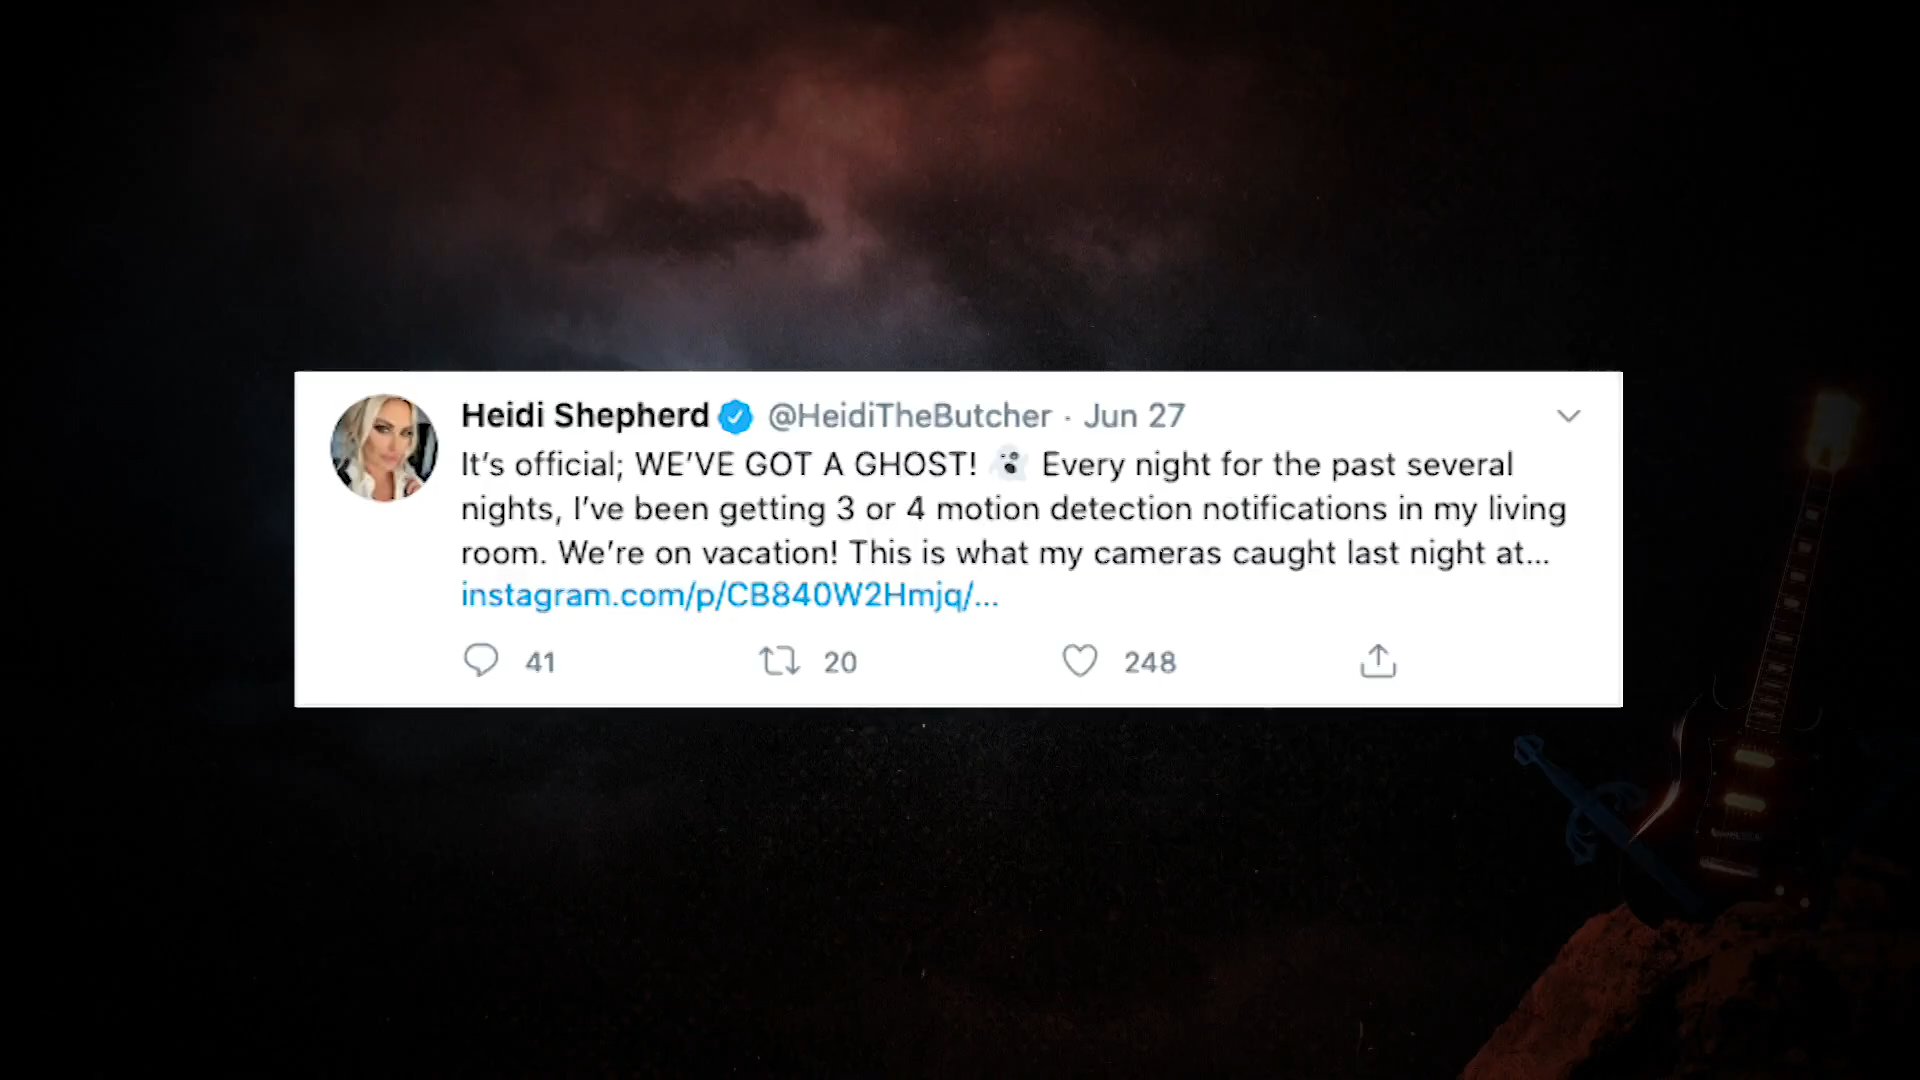 Heidi Shepherd @HeidiTheButcher · Jun 27
It's official; WE'VE GOT A GHOST! 👻 Every night for the past several
nights, I've been getting 3 or 4 motion detection notifications in my living
room. We're on vacation! This is what my cameras caught last night at...
instagram.com/p/CB840W2Hmjq/...
41 20 248